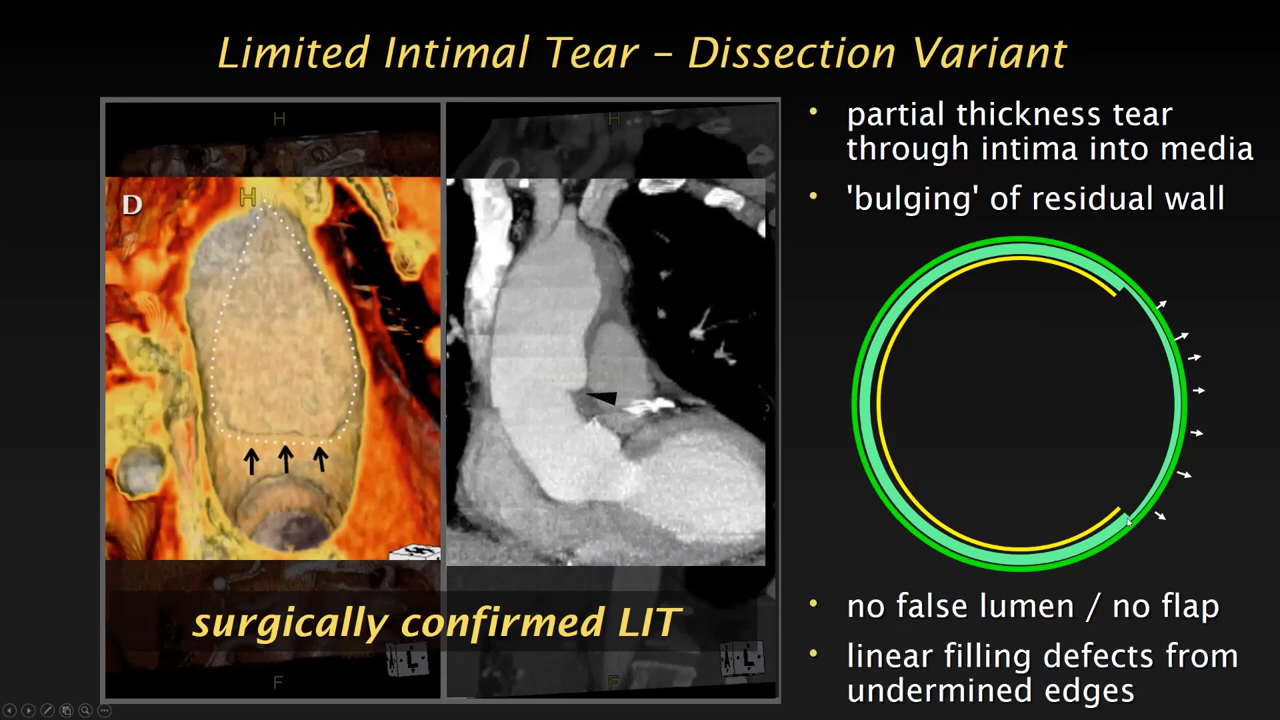 Limited Intimal Tear – Dissection Variant
H
H
D
H
surgically confirmed LIT
L
L
F
F
• partial thickness tear
through intima into media
• 'bulging' of residual wall
• no false lumen / no flap
• linear filling defects from
undermined edges